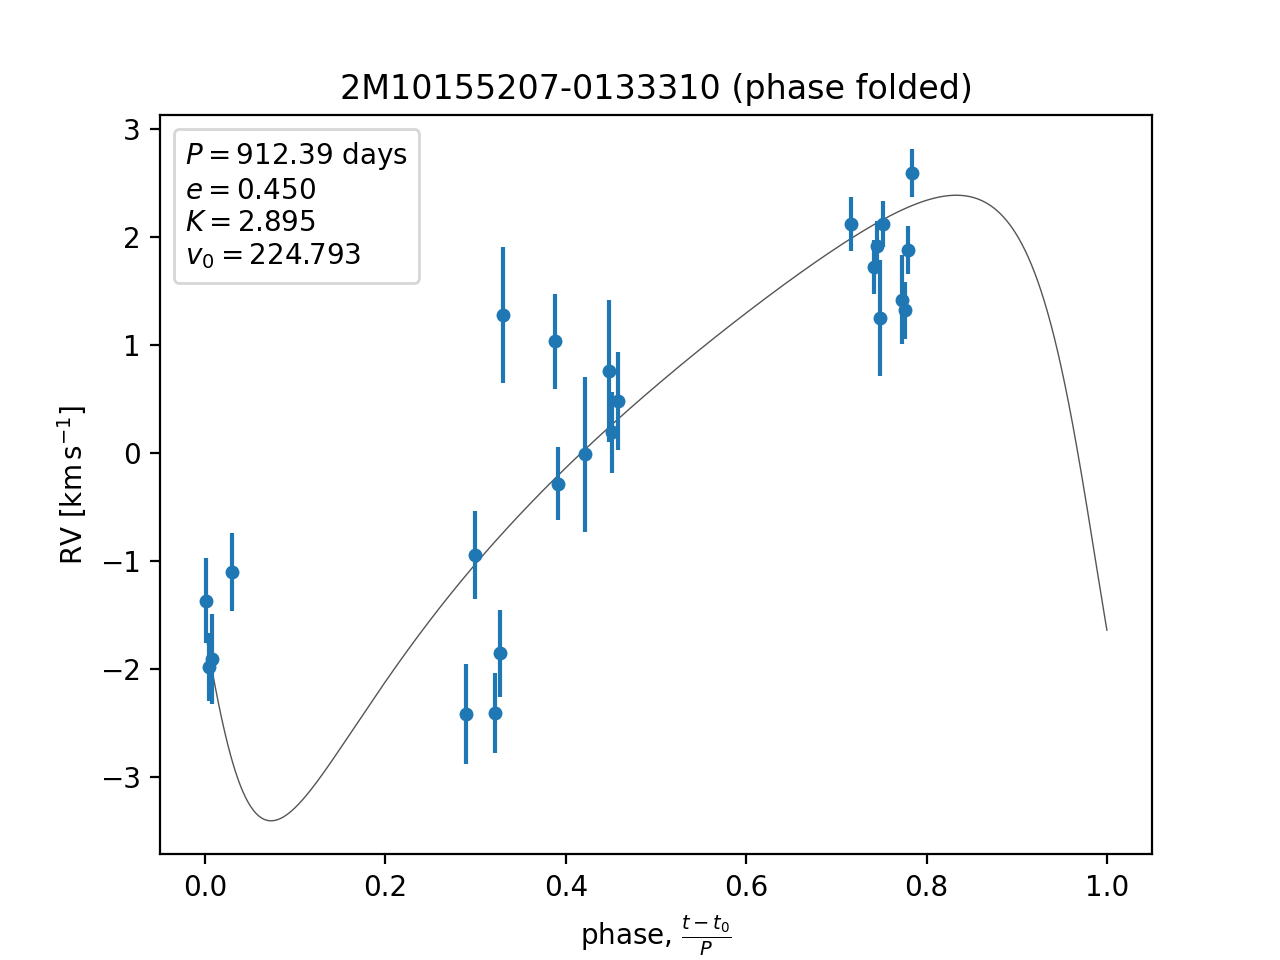 2M10155207-0133310 (phase folded)
P = 912.39 days
e = 0.450
K = 2.895
v₀ = 224.793
3
2
1
0
−1
−2
−3
RV [km s⁻¹]
0.0 0.2 0.4 0.6 0.8 1.0
phase, (t − t₀)/P